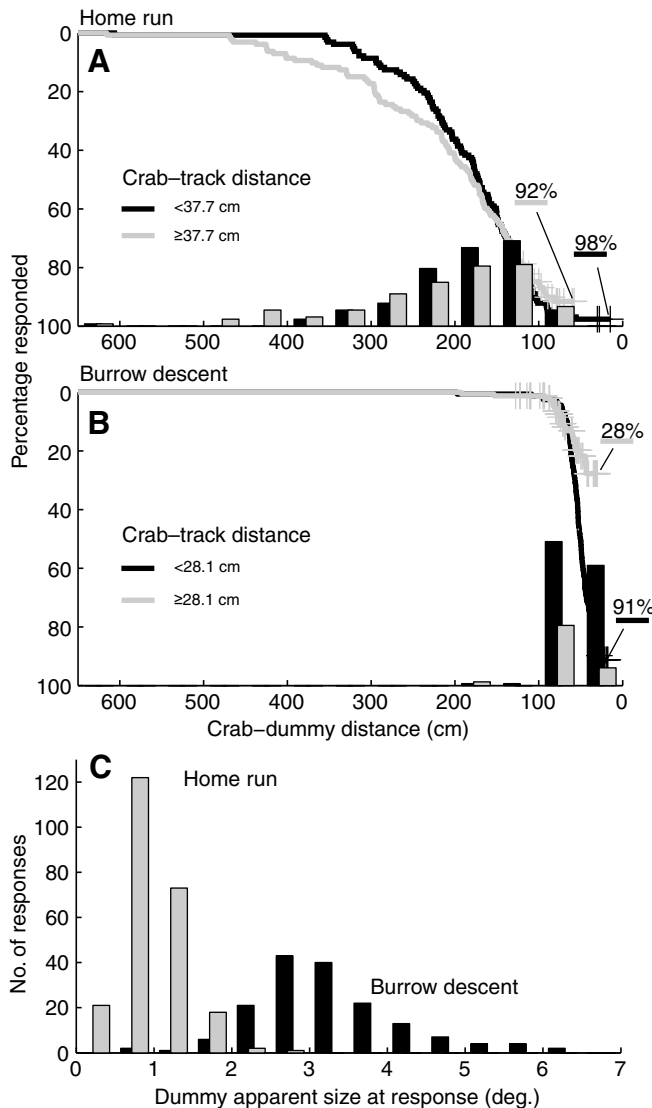 Home run
A
0
20
40
60
80
100
Crab–track distance
<37.7 cm
≥37.7 cm
92%
98%
600 500 400 300 200 100 0
Percentage responded
Burrow descent
B
0
20
40
60
80
100
Crab–track distance
<28.1 cm
≥28.1 cm
28%
91%
600 500 400 300 200 100 0
Crab–dummy distance (cm)
C
Home run
Burrow descent
No. of responses
120
100
80
60
40
20
0
0 1 2 3 4 5 6 7
Dummy apparent size at response (deg.)